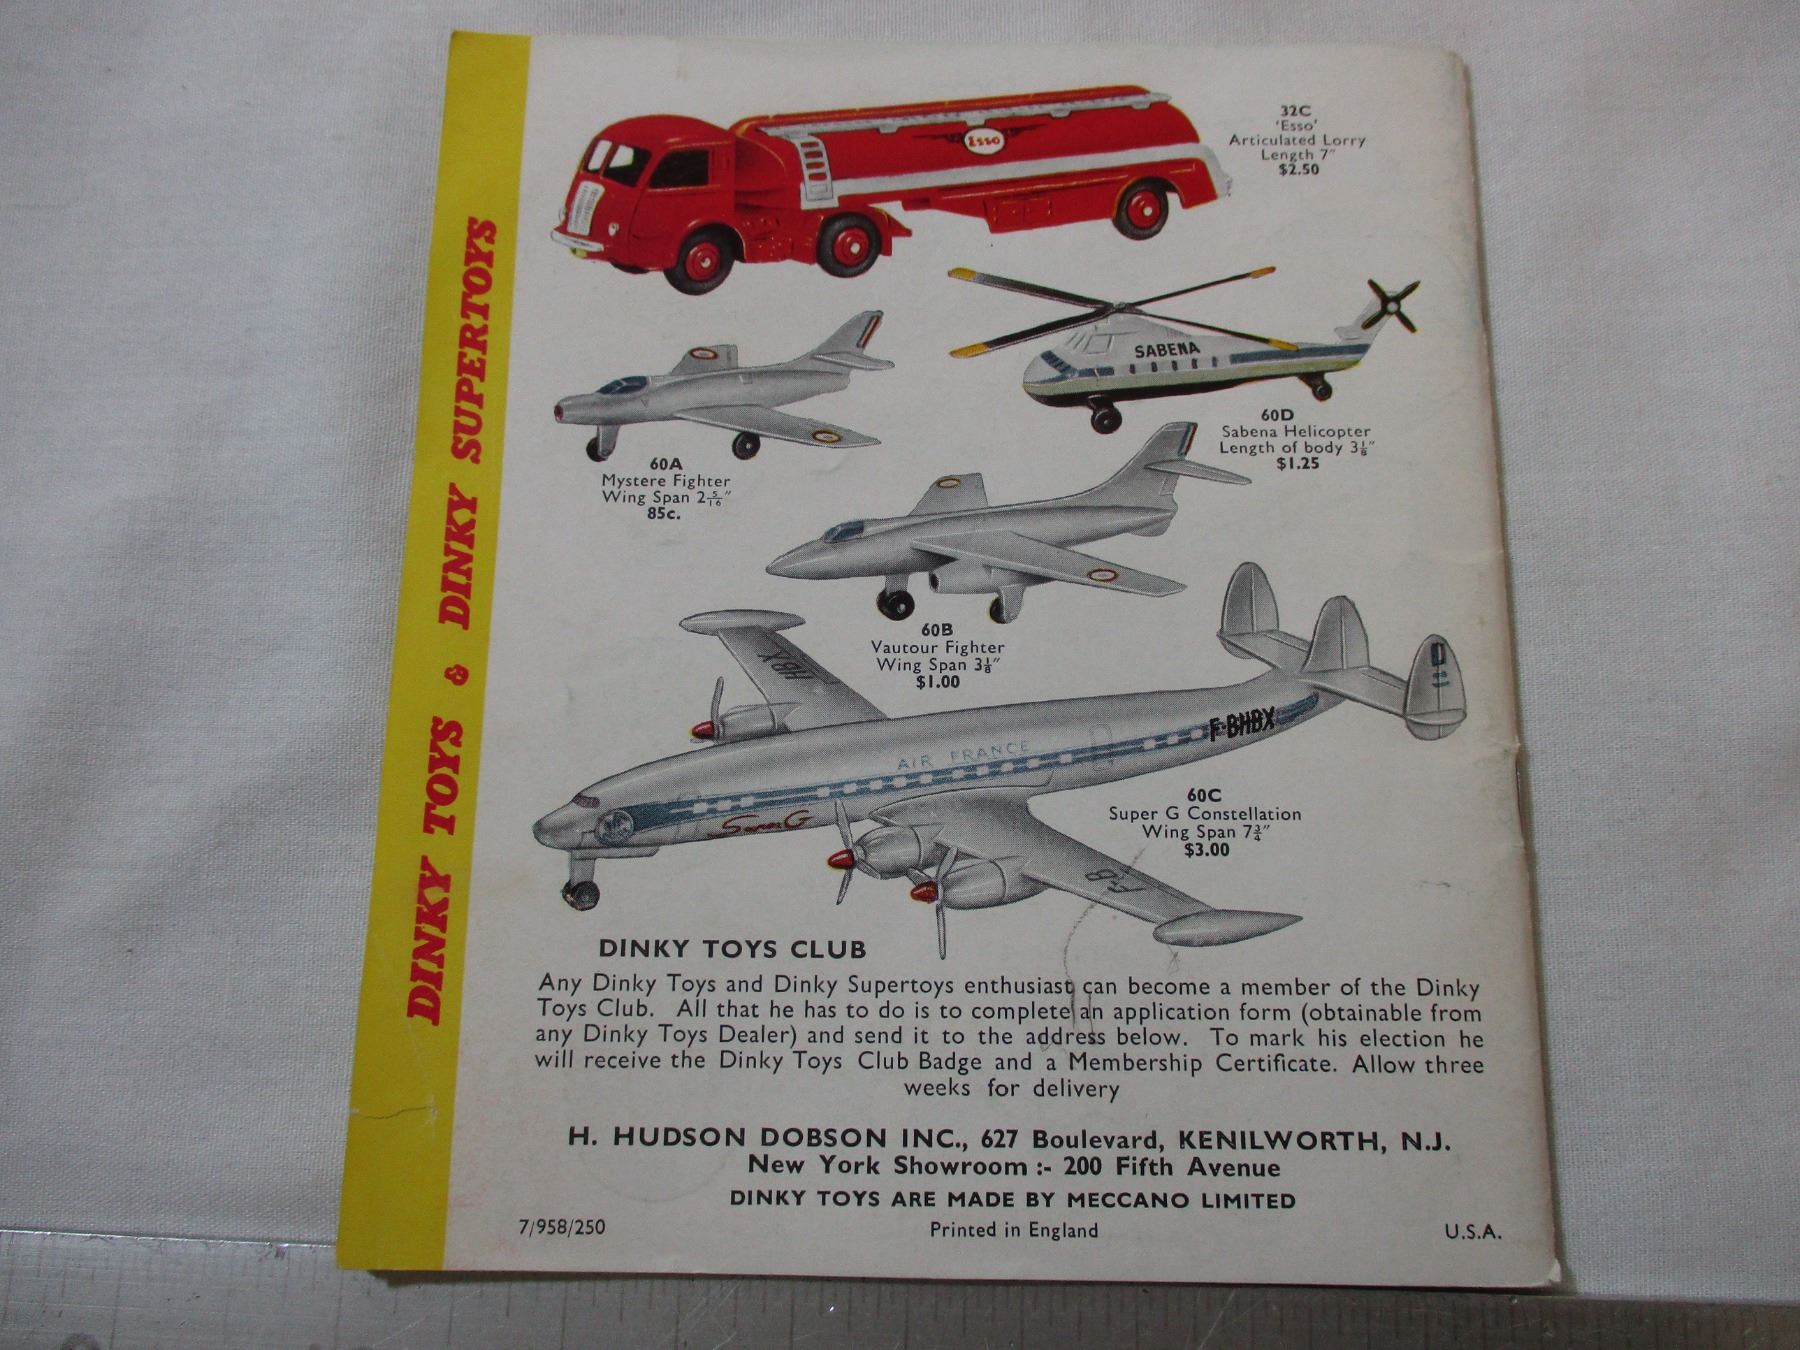 DINKY TOYS & DINKY SUPERTOYS
Esso
32C
'Esso'
Articulated Lorry
Length 7"
$2.50
SABENA
60D
Sabena Helicopter
Length of body 3⅛"
$1.25
60A
Mystere Fighter
Wing Span 2 5/16"
85c.
60B
Vautour Fighter
Wing Span 3⅛"
$1.00
HBX
F-BHBX
AIR FRANCE
Super G
F-B
60C
Super G Constellation
Wing Span 7¾"
$3.00
DINKY TOYS CLUB
Any Dinky Toys and Dinky Supertoys enthusiast can become a member of the Dinky
Toys Club. All that he has to do is to complete an application form (obtainable from
any Dinky Toys Dealer) and send it to the address below. To mark his election he
will receive the Dinky Toys Club Badge and a Membership Certificate. Allow three
weeks for delivery
H. HUDSON DOBSON INC., 627 Boulevard, KENILWORTH, N.J.
New York Showroom :- 200 Fifth Avenue
DINKY TOYS ARE MADE BY MECCANO LIMITED
7/958/250
Printed in England
U.S.A.